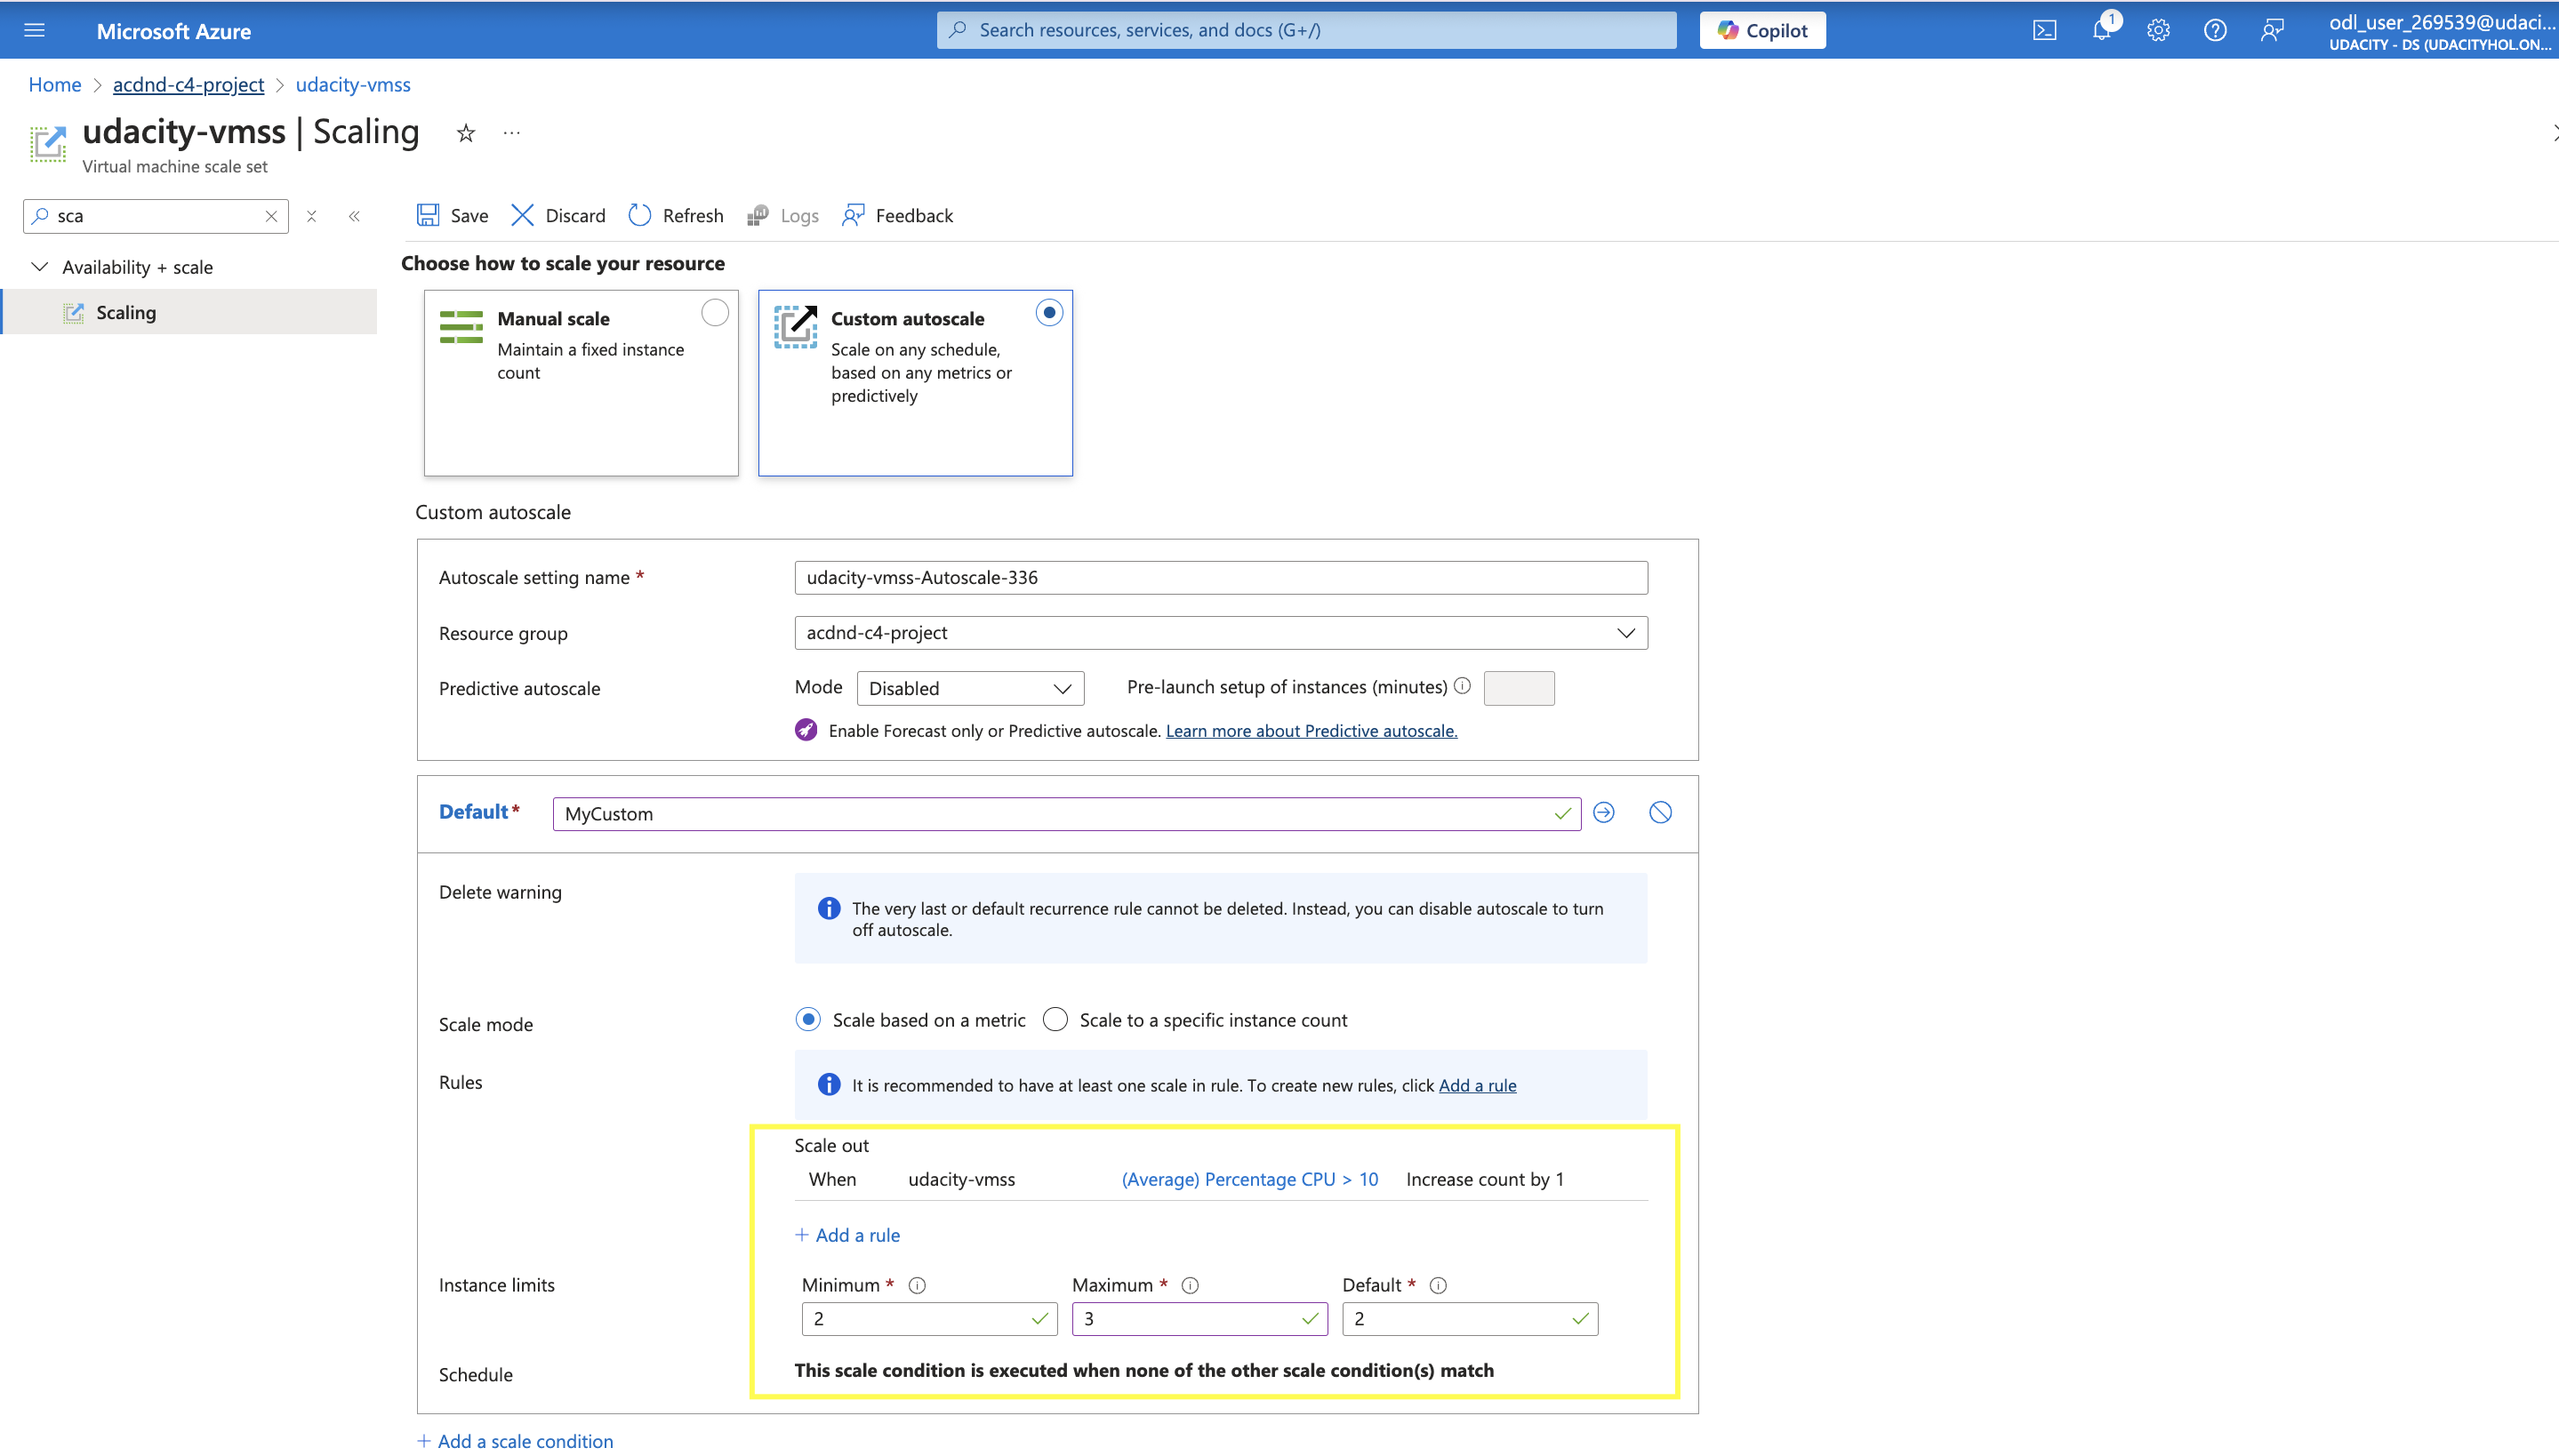 Microsoft Azure
Search resources, services, and docs (G+/)
Copilot
1
odl_user_269539@udaci...
UDACITY - DS (UDACITYHOL.ON...
Home > acdnd-c4-project > udacity-vmss
udacity-vmss | Scaling
Virtual machine scale set
sca
Save
Discard
Refresh
Logs
Feedback
Availability + scale
Scaling
Choose how to scale your resource
Manual scale
Maintain a fixed instance
count
Custom autoscale
Scale on any schedule,
based on any metrics or
predictively
Custom autoscale
Autoscale setting name *
udacity-vmss-Autoscale-336
Resource group
acdnd-c4-project
Predictive autoscale
Mode
Disabled
Pre-launch setup of instances (minutes)
Enable Forecast only or Predictive autoscale. Learn more about Predictive autoscale.
Default*
MyCustom
Delete warning
The very last or default recurrence rule cannot be deleted. Instead, you can disable autoscale to turn
off autoscale.
Scale mode
Scale based on a metric
Scale to a specific instance count
Rules
It is recommended to have at least one scale in rule. To create new rules, click Add a rule
Scale out
When udacity-vmss (Average) Percentage CPU > 10 Increase count by 1
+ Add a rule
Instance limits
Minimum *
Maximum *
Default *
2
3
2
Schedule
This scale condition is executed when none of the other scale condition(s) match
+ Add a scale condition